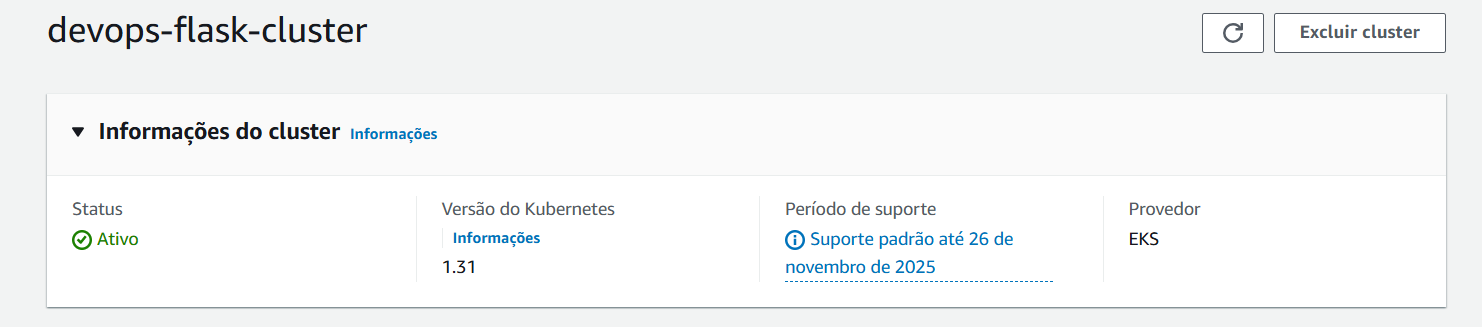 devops-flask-cluster
Excluir cluster
Informações do cluster Informações
Status
Ativo
Versão do Kubernetes
Informações
1.31
Período de suporte
Suporte padrão até 26 de
novembro de 2025
Provedor
EKS